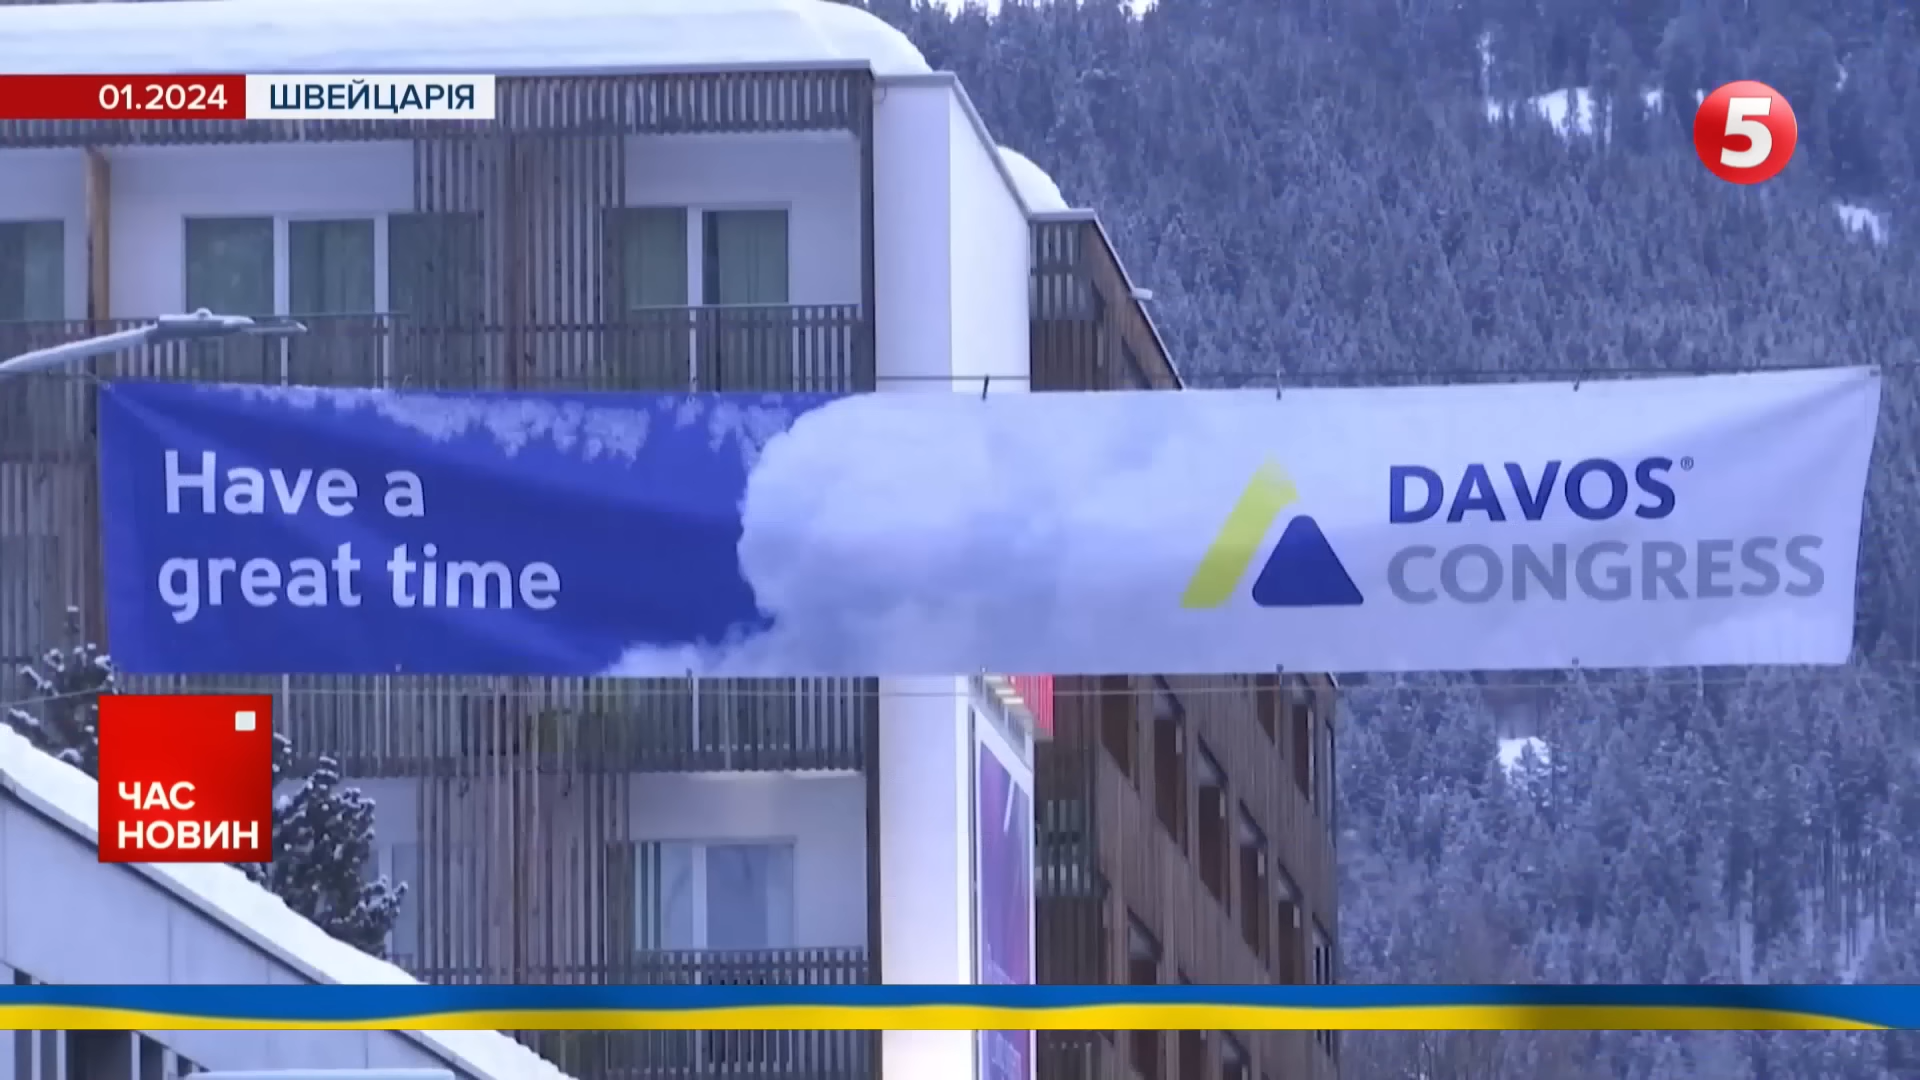 01.2024 ШВЕЙЦАРІЯ
5
Have a
great time
DAVOS®
CONGRESS
ЧАС
НОВИН